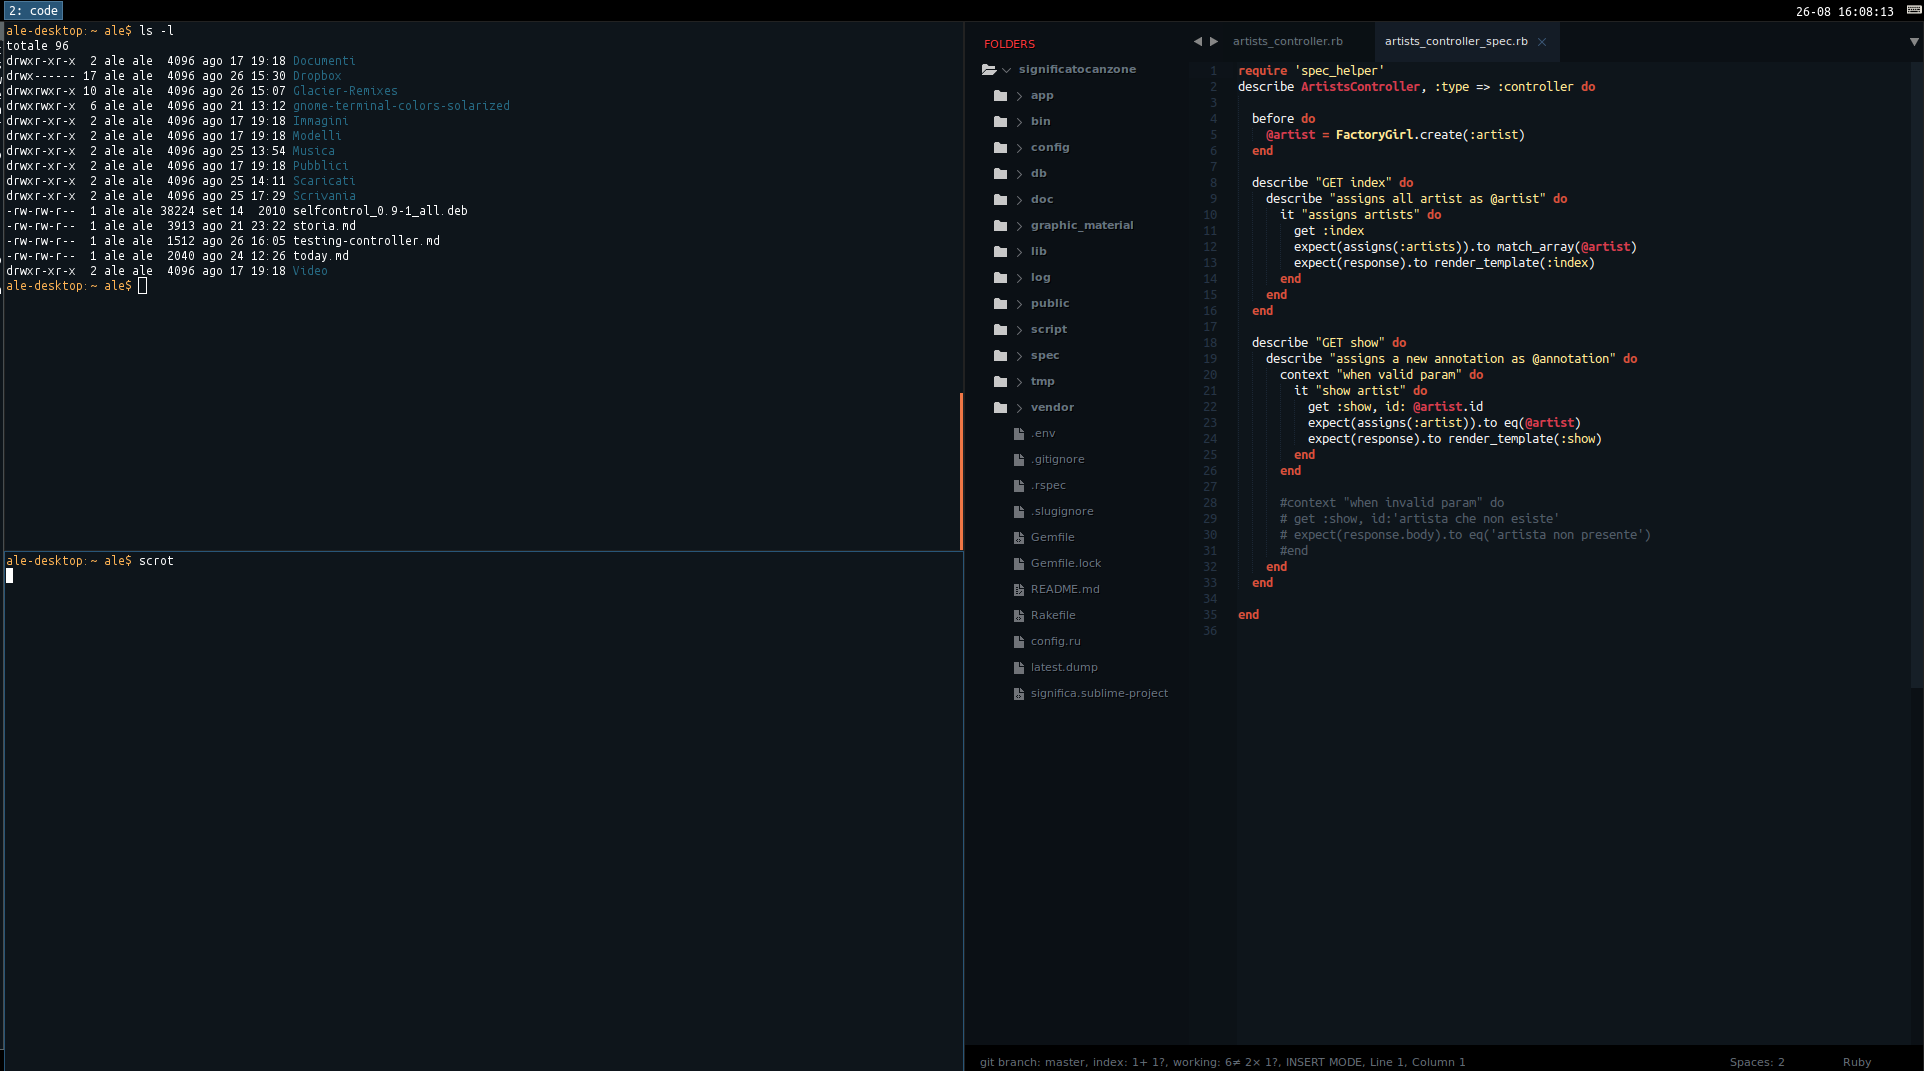 2: code
26-08 16:08:13
ale-desktop:~ ale$ ls -l
totale 96
drwxr-xr-x  2 ale ale  4096 ago 17 19:18 Documenti
drwx------ 17 ale ale  4096 ago 26 15:30 Dropbox
drwxrwxr-x 10 ale ale  4096 ago 26 15:07 Glacier-Remixes
drwxrwxr-x  6 ale ale  4096 ago 21 13:12 gnome-terminal-colors-solarized
drwxr-xr-x  2 ale ale  4096 ago 17 19:18 Immagini
drwxr-xr-x  2 ale ale  4096 ago 17 19:18 Modelli
drwxr-xr-x  2 ale ale  4096 ago 25 13:54 Musica
drwxr-xr-x  2 ale ale  4096 ago 17 19:18 Pubblici
drwxr-xr-x  2 ale ale  4096 ago 25 14:11 Scaricati
drwxr-xr-x  2 ale ale  4096 ago 25 17:29 Scrivania
-rw-rw-r--  1 ale ale 38224 set 14  2010 selfcontrol_0.9-1_all.deb
-rw-rw-r--  1 ale ale  3913 ago 21 23:22 storia.md
-rw-rw-r--  1 ale ale  1512 ago 26 16:05 testing-controller.md
-rw-rw-r--  1 ale ale  2040 ago 24 12:26 today.md
drwxr-xr-x  2 ale ale  4096 ago 17 19:18 Video
ale-desktop:~ ale$
ale-desktop:~ ale$ scrot
FOLDERS
significatocanzone
app
bin
config
db
doc
graphic_material
lib
log
public
script
spec
tmp
vendor
.env
.gitignore
.rspec
.slugignore
Gemfile
Gemfile.lock
README.md
Rakefile
config.ru
latest.dump
significa.sublime-project
artists_controller.rb
artists_controller_spec.rb
1 require 'spec_helper'
2 describe ArtistsController, :type => :controller do
3
4   before do
5     @artist = FactoryGirl.create(:artist)
6   end
7
8   describe "GET index" do
9     describe "assigns all artist as @artist" do
10       it "assigns artists" do
11         get :index
12         expect(assigns(:artists)).to match_array(@artist)
13         expect(response).to render_template(:index)
14       end
15     end
16   end
17
18   describe "GET show" do
19     describe "assigns a new annotation as @annotation" do
20       context "when valid param" do
21         it "show artist" do
22           get :show, id: @artist.id
23           expect(assigns(:artist)).to eq(@artist)
24           expect(response).to render_template(:show)
25         end
26       end
27
28       #context "when invalid param" do
29       # get :show, id:'artista che non esiste'
30       # expect(response.body).to eq('artista non presente')
31       #end
32     end
33   end
34
35 end
36
git branch: master, index: 1+ 1?, working: 6≠ 2× 1?, INSERT MODE, Line 1, Column 1
Spaces: 2
Ruby